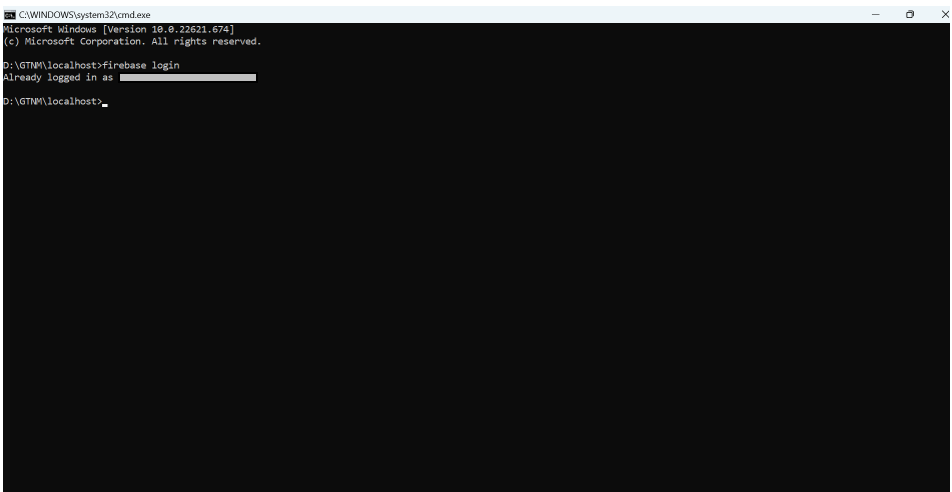 C:\WINDOWS\system32\cmd.exe
Microsoft Windows [Version 10.0.22621.674]
(c) Microsoft Corporation. All rights reserved.
D:\GTNM\localhost>firebase login
Already logged in as
D:\GTNM\localhost>